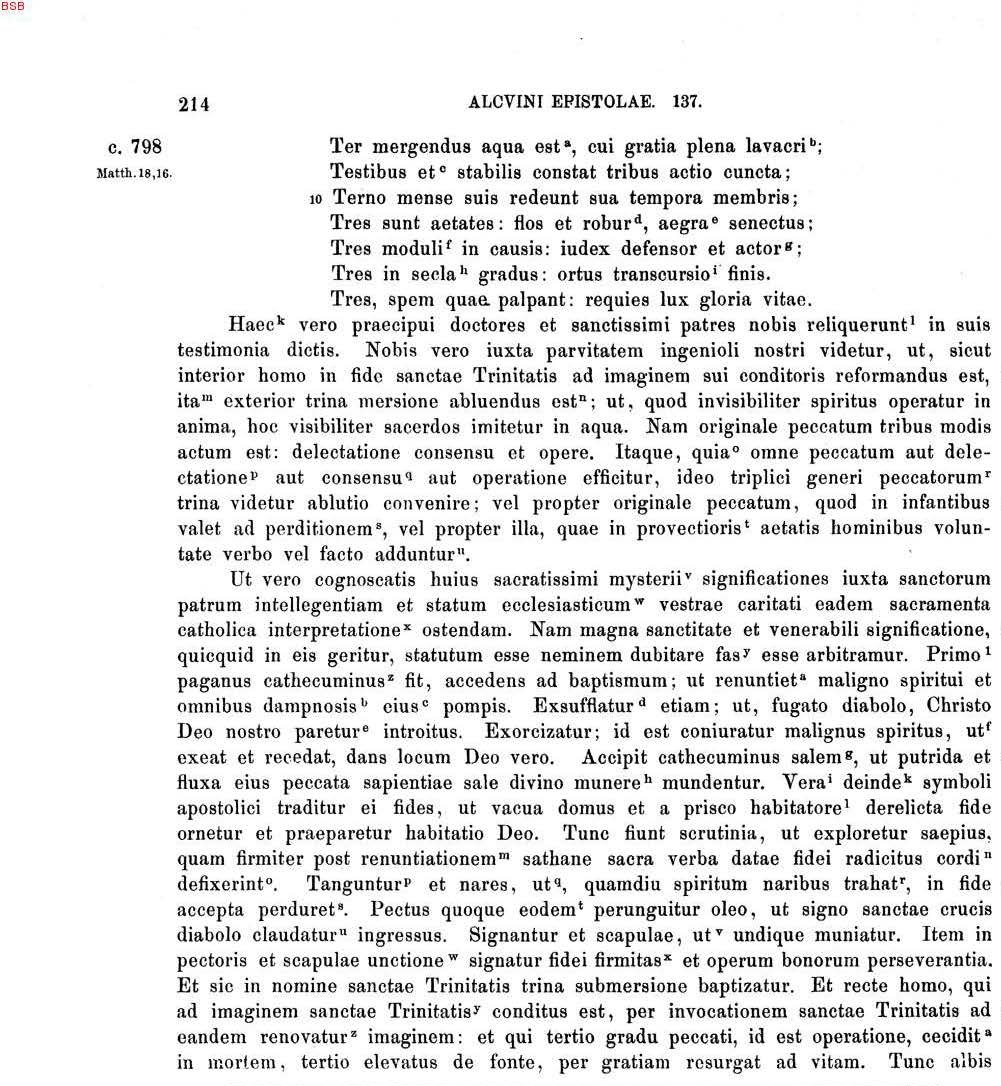 BSB
214 ALCVINI EPISTOLAE. 137.
c. 798 Ter mergendus aqua est ᵃ, cui gratia plena lavacri ᵇ;
Matth. 18,16. Testibus et ᶜ stabilis constat tribus actio cuncta;
10 Terno mense suis redeunt sua tempora membris;
Tres sunt aetates: flos et robur ᵈ, aegra ᵉ senectus;
Tres moduli ᶠ in causis: iudex defensor et actor ᵍ;
Tres in secla ʰ gradus: ortus transcursio ⁱ finis.
Tres, spem quae palpant: requies lux gloria vitae.
Haec ᵏ vero praecipui doctores et sanctissimi patres nobis reliquerunt ˡ in suis
testimonia dictis. Nobis vero iuxta parvitatem ingenioli nostri videtur, ut, sicut
interior homo in fide sanctae Trinitatis ad imaginem sui conditoris reformandus est,
ita ᵐ exterior trina mersione abluendus est ⁿ; ut, quod invisibiliter spiritus operatur in
anima, hoc visibiliter sacerdos imitetur in aqua. Nam originale peccatum tribus modis
actum est: delectatione consensu et opere. Itaque, quia ᵒ omne peccatum aut dele-
ctatione ᵖ aut consensu q aut operatione efficitur, ideo triplici generi peccatorum ʳ
trina videtur ablutio convenire; vel propter originale peccatum, quod in infantibus
valet ad perditionem ˢ, vel propter illa, quae in provectioris ᵗ aetatis hominibus volun-
tate verbo vel facto adduntur ᵘ.
Ut vero cognoscatis huius sacratissimi mysterii ᵛ significationes iuxta sanctorum
patrum intellegentiam et statum ecclesiasticum ʷ vestrae caritati eadem sacramenta
catholica interpretatione ˣ ostendam. Nam magna sanctitate et venerabili significatione,
quicquid in eis geritur, statutum esse neminem dubitare fas ʸ esse arbitramur. Primo ¹
paganus cathecuminus ᶻ fit, accedens ad baptismum; ut renuntiet ᵃ maligno spiritui et
omnibus dampnosis ᵇ eius ᶜ pompis. Exsufflatur ᵈ etiam; ut, fugato diabolo, Christo
Deo nostro paretur ᵉ introitus. Exorcizatur; id est coniuratur malignus spiritus, ut ᶠ
exeat et recedat, dans locum Deo vero. Accipit cathecuminus salem ᵍ, ut putrida et
fluxa eius peccata sapientiae sale divino munere ʰ mundentur. Vera ⁱ deinde ᵏ symboli
apostolici traditur ei fides, ut vacua domus et a prisco habitatore ˡ derelicta fide
ornetur et praeparetur habitatio Deo. Tunc fiunt scrutinia, ut exploretur saepius,
quam firmiter post renuntiationem ᵐ sathane sacra verba datae fidei radicitus cordi ⁿ
defixerint ᵒ. Tanguntur ᵖ et nares, ut q, quamdiu spiritum naribus trahat ʳ, in fide
accepta perduret ˢ. Pectus quoque eodem ᵗ perunguitur oleo, ut signo sanctae crucis
diabolo claudatur ᵘ ingressus. Signantur et scapulae, ut ᵛ undique muniatur. Item in
pectoris et scapulae unctione ʷ signatur fidei firmitas ˣ et operum bonorum perseverantia.
Et sic in nomine sanctae Trinitatis trina submersione baptizatur. Et recte homo, qui
ad imaginem sanctae Trinitatis ʸ conditus est, per invocationem sanctae Trinitatis ad
eandem renovatur ᶻ imaginem: et qui tertio gradu peccati, id est operatione, cecidit ᵃ
in mortem, tertio elevatus de fonte, per gratiam resurgat ad vitam. Tunc albis